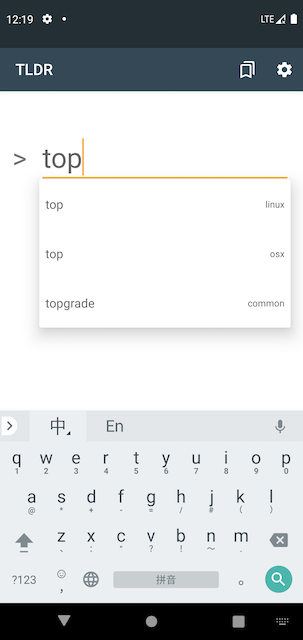 12:19 LTE
TLDR
> top
top linux
top osx
topgrade common
中 En
q w e r t y u i o p
1 2 3 4 5 6 7 8 9 0
a s d f g h j k l
@ * + - = / # ( )
z x c v b n m
、 : " ? ! ～ …
?123 , 拼音 。